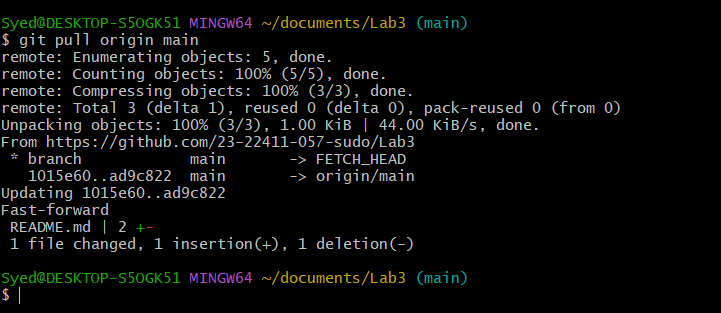 Syed@DESKTOP-S5OGK51 MINGW64 ~/documents/Lab3 (main)
$ git pull origin main
remote: Enumerating objects: 5, done.
remote: Counting objects: 100% (5/5), done.
remote: Compressing objects: 100% (3/3), done.
remote: Total 3 (delta 1), reused 0 (delta 0), pack-reused 0 (from 0)
Unpacking objects: 100% (3/3), 1.00 KiB | 44.00 KiB/s, done.
From https://github.com/23-22411-057-sudo/Lab3
 * branch            main       -> FETCH_HEAD
   1015e60..ad9c822  main       -> origin/main
Updating 1015e60..ad9c822
Fast-forward
 README.md | 2 +-
 1 file changed, 1 insertion(+), 1 deletion(-)
Syed@DESKTOP-S5OGK51 MINGW64 ~/documents/Lab3 (main)
$